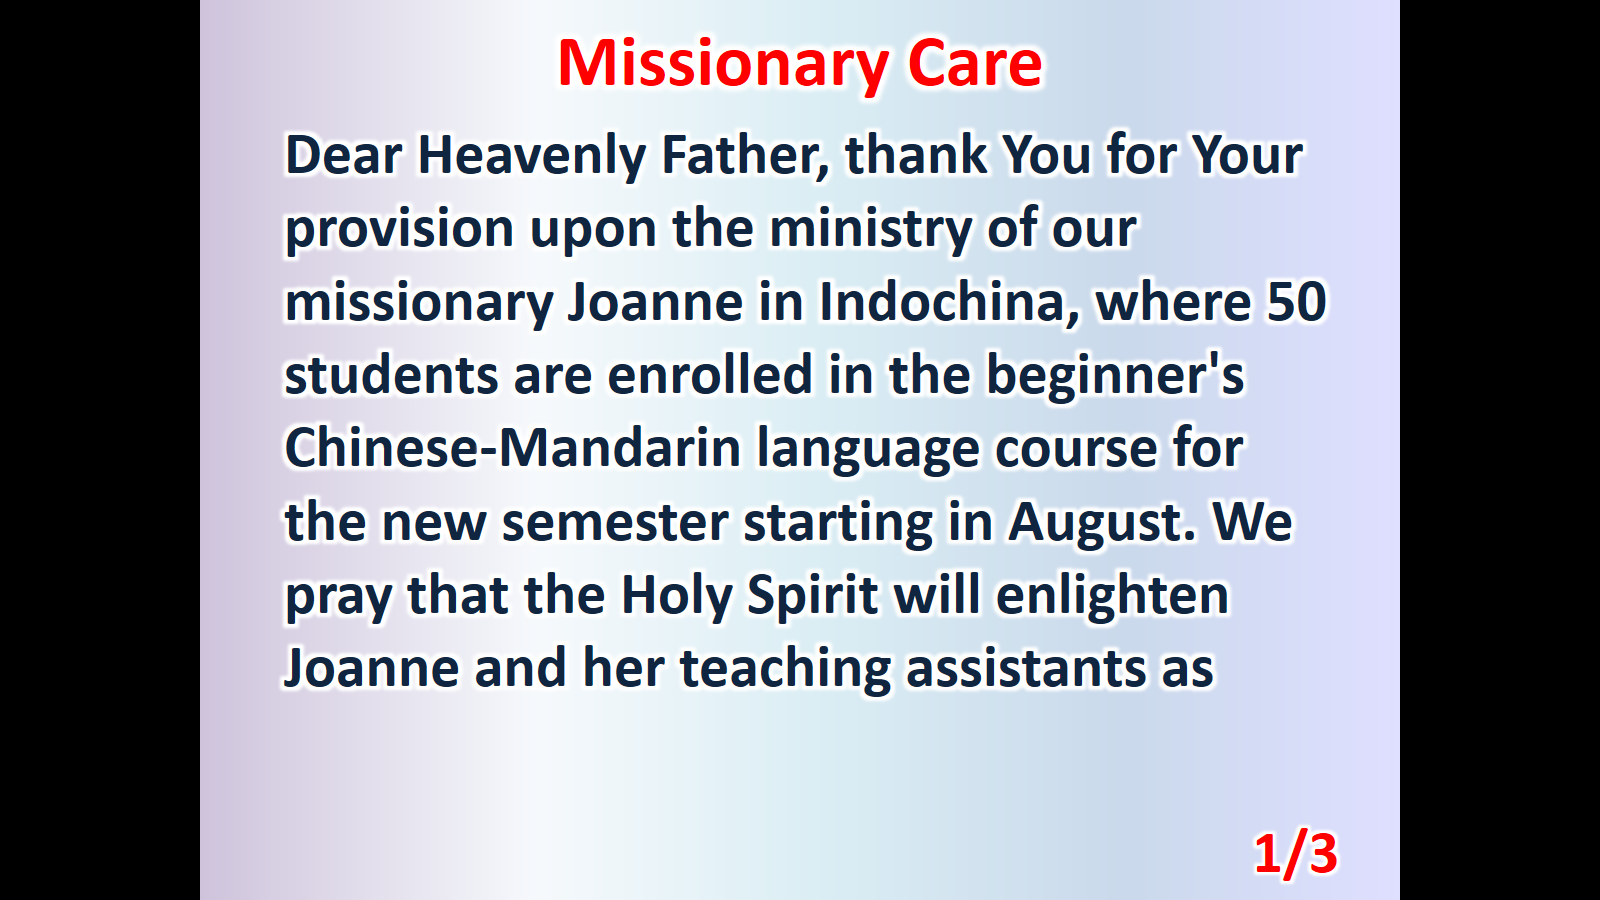 Missionary Care
Dear Heavenly Father, thank You for Your
provision upon the ministry of our
missionary Joanne in Indochina, where 50
students are enrolled in the beginner's
Chinese-Mandarin language course for
the new semester starting in August. We
pray that the Holy Spirit will enlighten
Joanne and her teaching assistants as
1/3